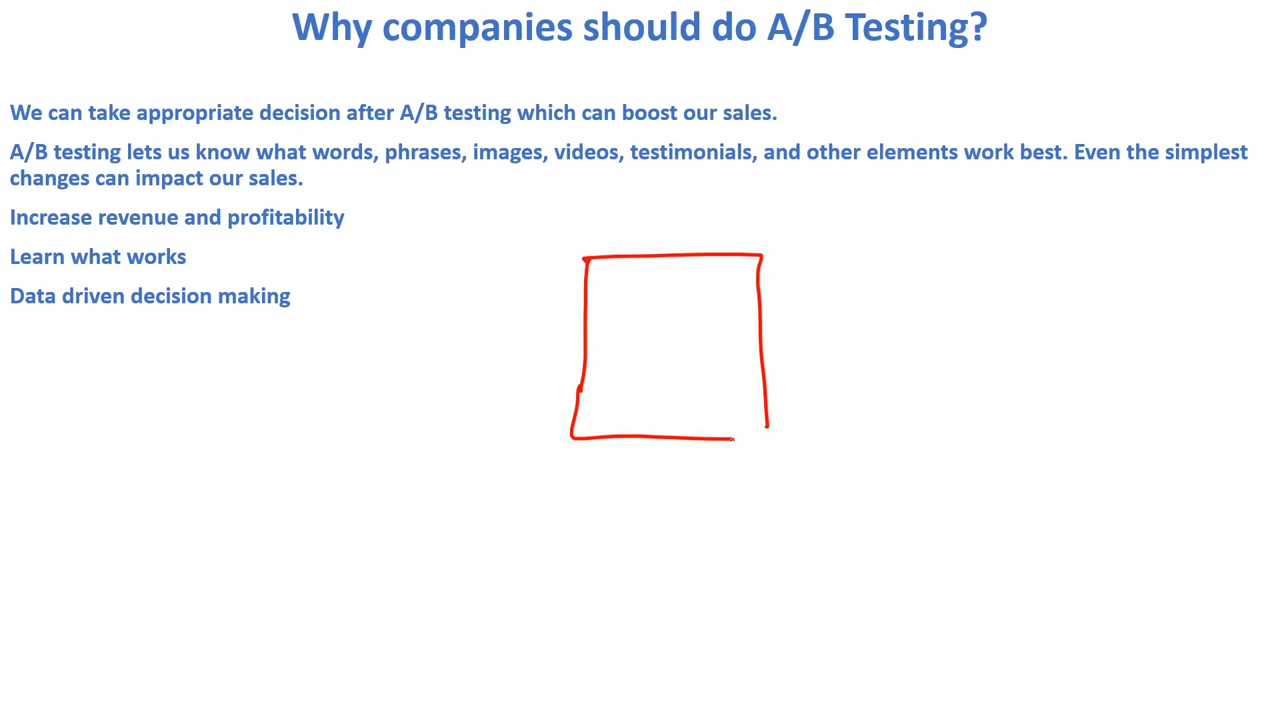 Why companies should do A/B Testing?
We can take appropriate decision after A/B testing which can boost our sales.
A/B testing lets us know what words, phrases, images, videos, testimonials, and other elements work best. Even the simplest
changes can impact our sales.
Increase revenue and profitability
Learn what works
Data driven decision making